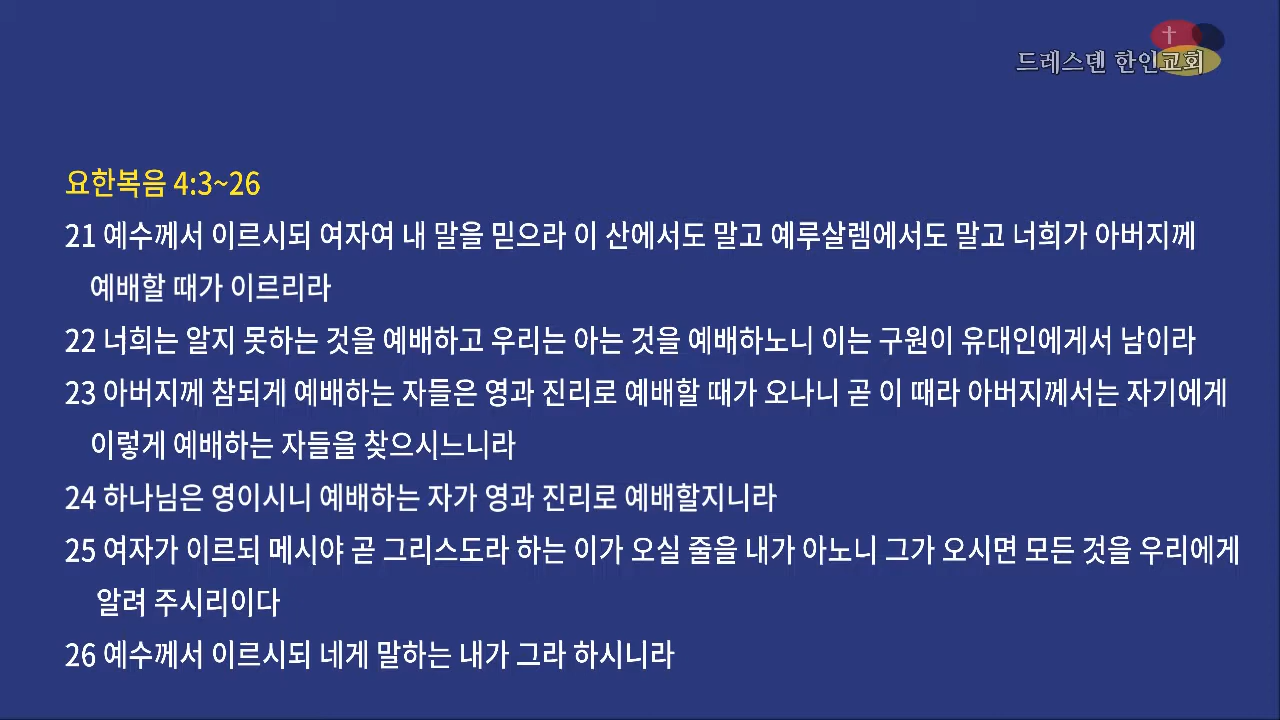 드레스덴 한인교회
요한복음 4:3~26
21 예수께서 이르시되 여자여 내 말을 믿으라 이 산에서도 말고 예루살렘에서도 말고 너희가 아버지께
예배할 때가 이르리라
22 너희는 알지 못하는 것을 예배하고 우리는 아는 것을 예배하노니 이는 구원이 유대인에게서 남이라
23 아버지께 참되게 예배하는 자들은 영과 진리로 예배할 때가 오나니 곧 이 때라 아버지께서는 자기에게
이렇게 예배하는 자들을 찾으시느니라
24 하나님은 영이시니 예배하는 자가 영과 진리로 예배할지니라
25 여자가 이르되 메시야 곧 그리스도라 하는 이가 오실 줄을 내가 아노니 그가 오시면 모든 것을 우리에게
알려 주시리이다
26 예수께서 이르시되 네게 말하는 내가 그라 하시니라